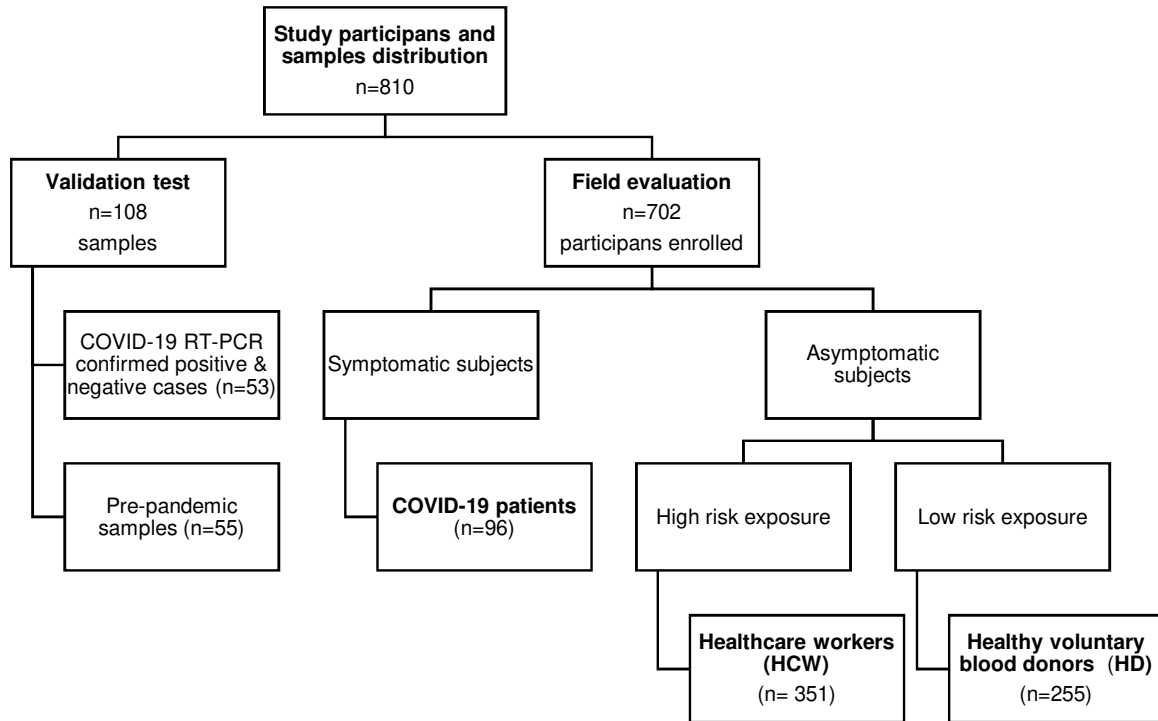 Study participans and
samples distribution
n=810
Validation test
n=108
samples
Field evaluation
n=702
participans enrolled
COVID-19 RT-PCR
confirmed positive &
negative cases (n=53)
Symptomatic subjects
Asymptomatic
subjects
Pre-pandemic
samples (n=55)
COVID-19 patients
(n=96)
High risk exposure
Low risk exposure
Healthcare workers
(HCW)
(n= 351)
Healthy voluntary
blood donors (HD)
(n=255)